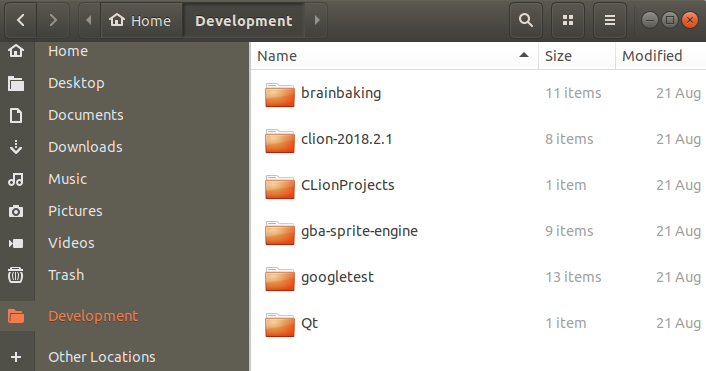 Home Development
Home
Desktop
Documents
Downloads
Music
Pictures
Videos
Trash
Development
Other Locations
Name Size Modified
brainbaking 11 items 21 Aug
clion-2018.2.1 8 items 21 Aug
CLionProjects 1 item 21 Aug
gba-sprite-engine 9 items 21 Aug
googletest 13 items 21 Aug
Qt 1 item 21 Aug